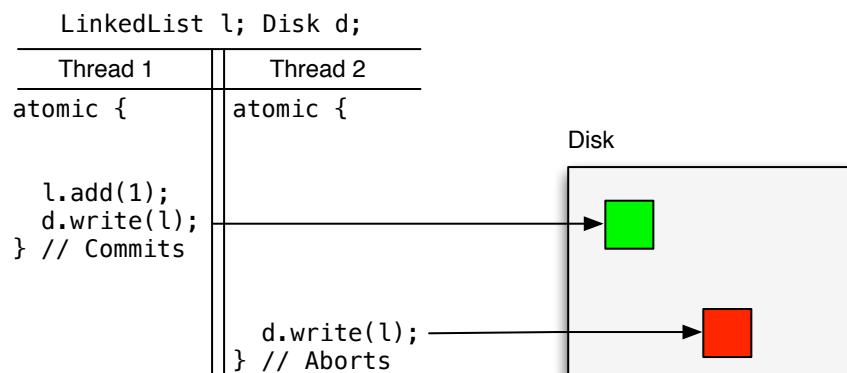 LinkedList l; Disk d;
Thread 1 Thread 2
atomic { atomic {
Disk
l.add(1);
d.write(l);
} // Commits
d.write(l);
} // Aborts